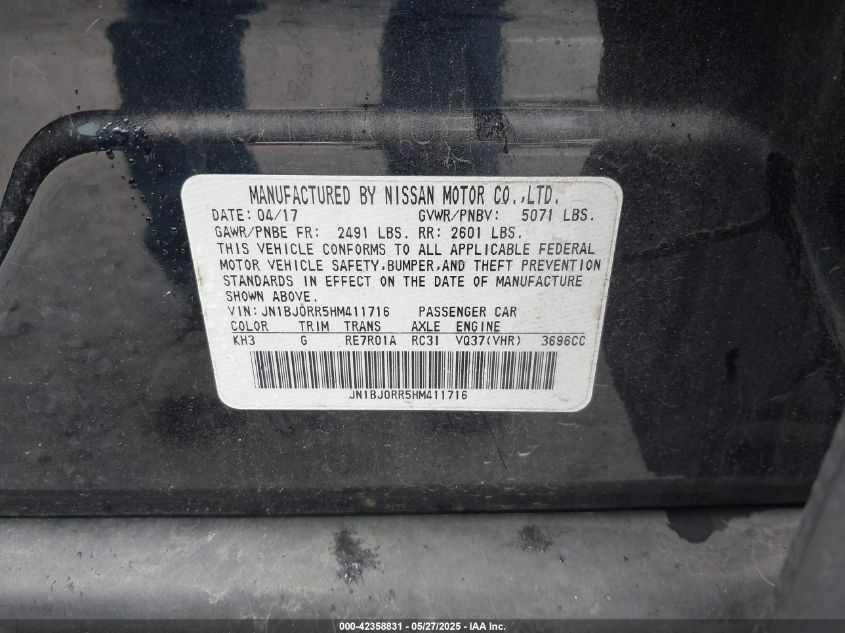 MANUFACTURED BY NISSAN MOTOR CO.,LTD.
DATE: 04/17 GVWR/PNBV: 5071 LBS.
GAWR/PNBE FR: 2491 LBS. RR: 2601 LBS.
THIS VEHICLE CONFORMS TO ALL APPLICABLE FEDERAL
MOTOR VEHICLE SAFETY,BUMPER,AND THEFT PREVENTION
STANDARDS IN EFFECT ON THE DATE OF MANUFACTURE
SHOWN ABOVE.
VIN: JN1BJ0RR5HM411716 PASSENGER CAR
COLOR TRIM TRANS AXLE ENGINE
KH3 G RE7R01A RC31 VQ37(VHR) 3696CC
JN1BJ0RR5HM411716
000-42358831 - 05/27/2025 - IAA Inc.